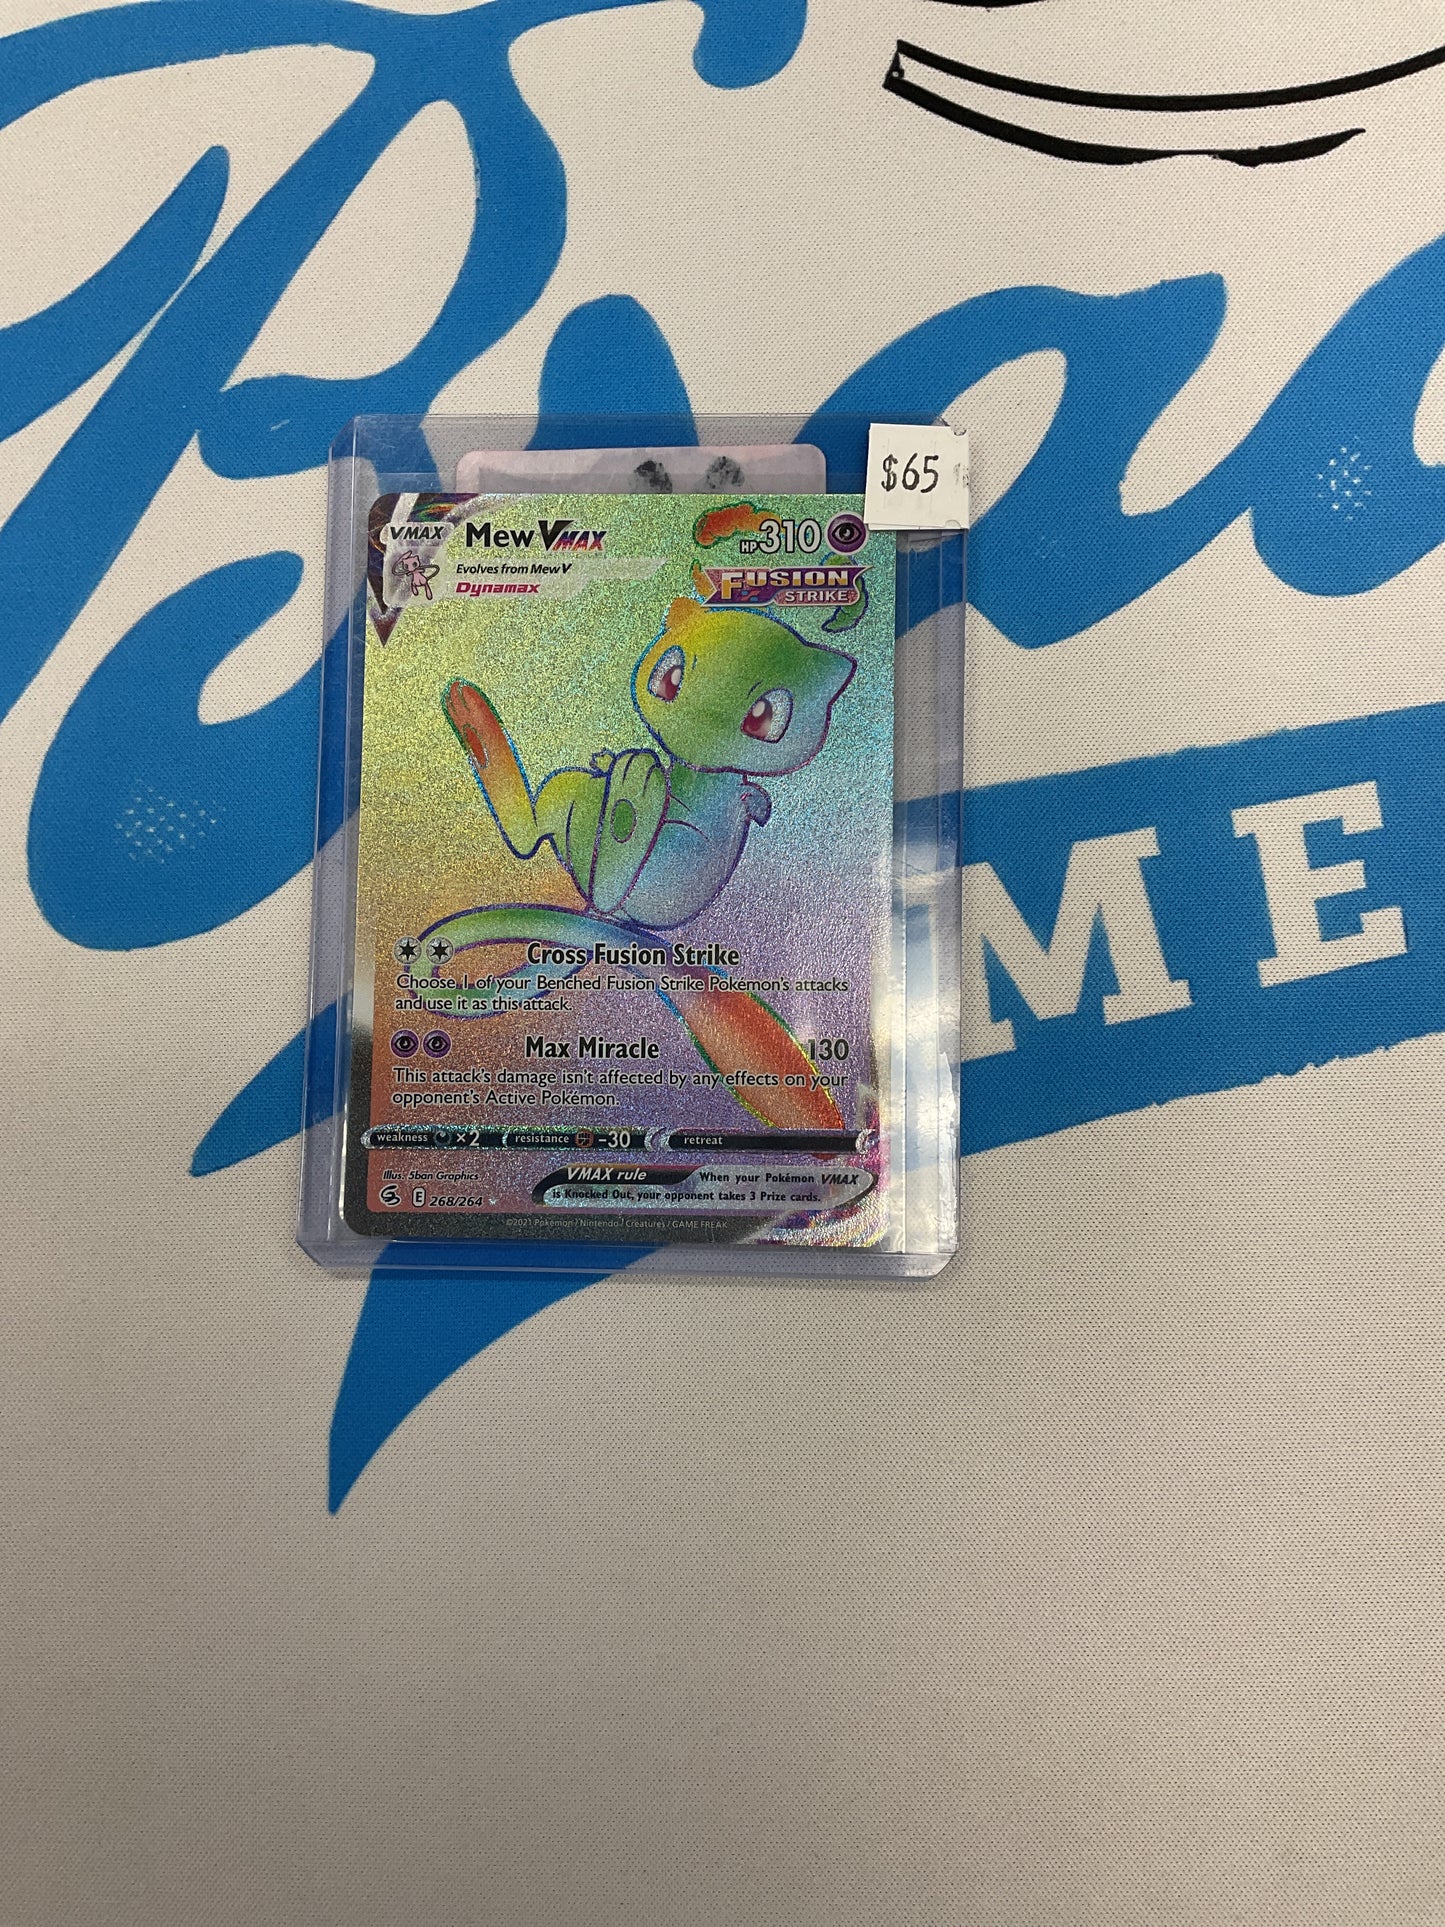 $65
VMAX Mew VMAX HP 310
Evolves from Mew V
Dynamax
FUSION
STRIKE
Cross Fusion Strike
Choose 1 of your Benched Fusion Strike Pokémon's attacks
and use it as this attack.
Max Miracle 130
This attack's damage isn't affected by any effects on your
opponent's Active Pokémon.
weakness ×2 resistance -30 retreat
Illus. 5ban Graphics
VMAX rule When your Pokémon VMAX
is Knocked Out, your opponent takes 3 Prize cards.
E 268/264
©2021 Pokémon / Nintendo / Creatures / GAME FREAK
ME